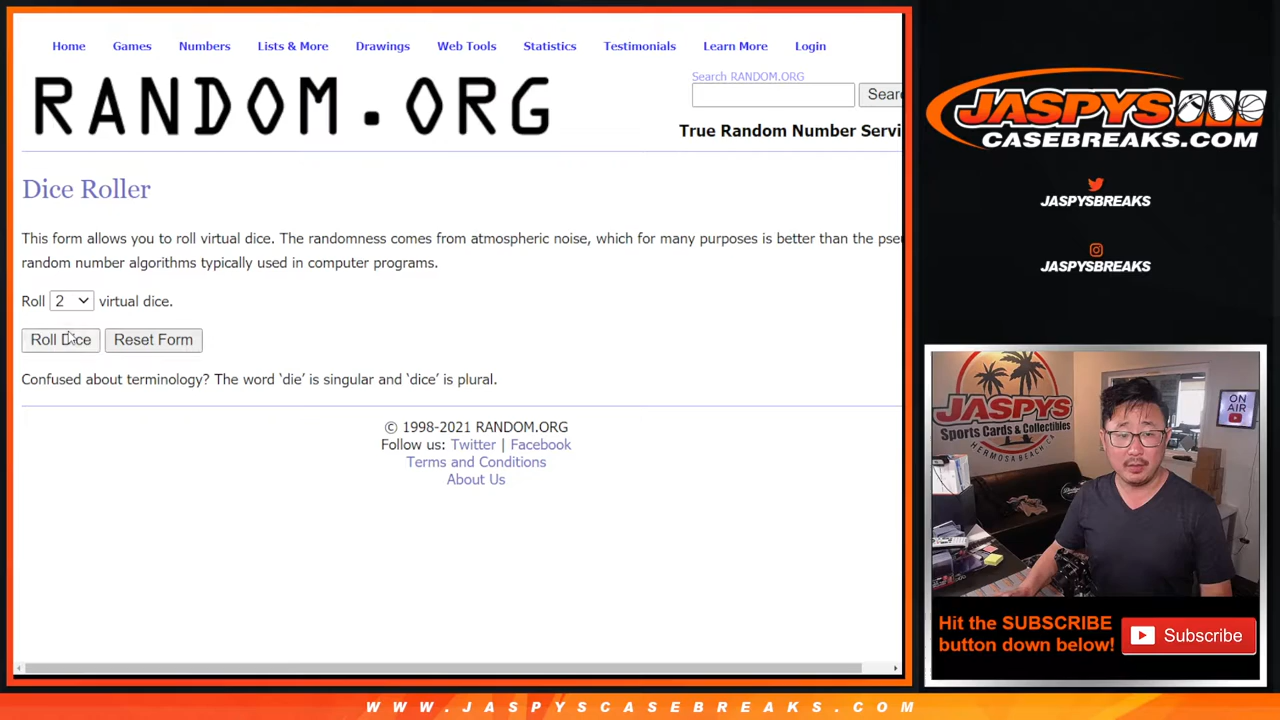 Home Games Numbers Lists & More Drawings Web Tools Statistics Testimonials Learn More Login
RANDOM.ORG
Search RANDOM.ORG
Sear
True Random Number Servi
Dice Roller
This form allows you to roll virtual dice. The randomness comes from atmospheric noise, which for many purposes is better than the pse
random number algorithms typically used in computer programs.
Roll 2 virtual dice.
Roll Dice Reset Form
Confused about terminology? The word ‘die’ is singular and ‘dice’ is plural.
© 1998-2021 RANDOM.ORG
Follow us: Twitter | Facebook
Terms and Conditions
About Us
JASPYS
CASEBREAKS.COM
JASPYSBREAKS
JASPYSBREAKS
JASPYS
Sports Cards & Collectibles
HERMOSA BEACH, CA
ON
AIR
Hit the SUBSCRIBE
button down below!
Subscribe
WWW.JASPYSCASEBREAKS.COM